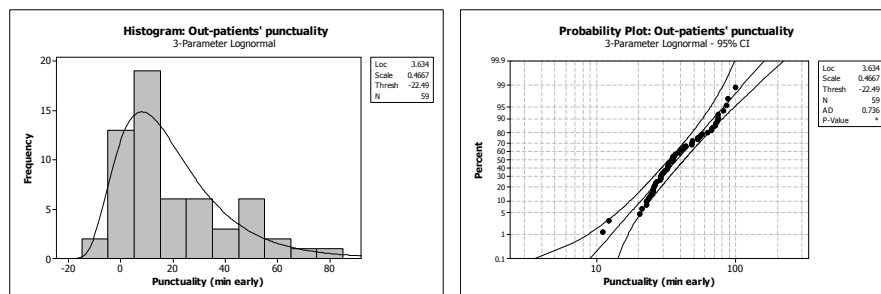 Histogram: Out-patients' punctuality
3-Parameter Lognormal
Loc 3.634
Scale 0.4667
Thresh -22.49
N 59
20
15
10
5
0
Frequency
-20 0 20 40 60 80
Punctuality (min early)
Probability Plot: Out-patients' punctuality
3-Parameter Lognormal - 95% CI
Loc 3.634
Scale 0.4667
Thresh -22.49
N 59
AD 0.736
P-Value *
99.9
99
95
90
80
70
60
50
40
30
20
10
5
1
0.1
Percent
10 100
Punctuality (min early)